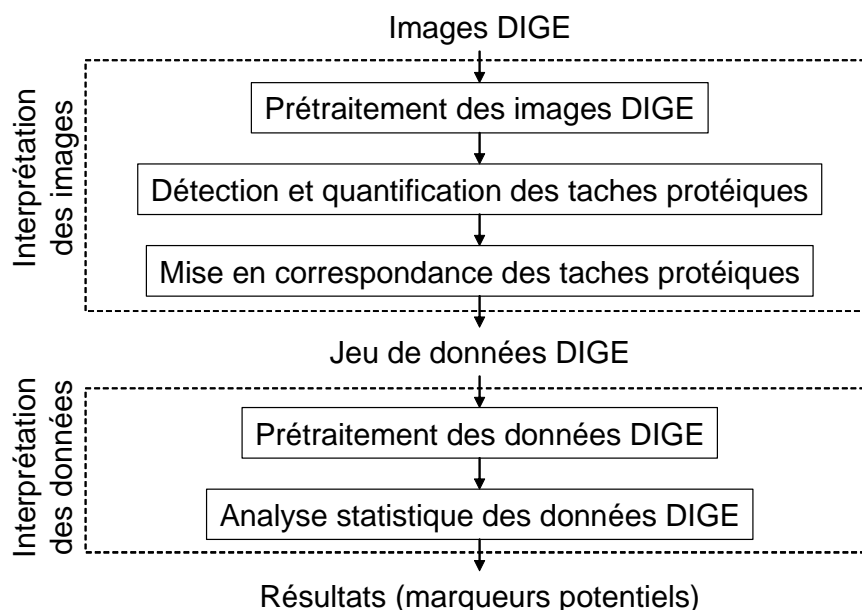 Images DIGE
Interprétation
des images
Prétraitement des images DIGE
Détection et quantification des taches protéiques
Mise en correspondance des taches protéiques
Jeu de données DIGE
Interprétation
des données
Prétraitement des données DIGE
Analyse statistique des données DIGE
Résultats (marqueurs potentiels)